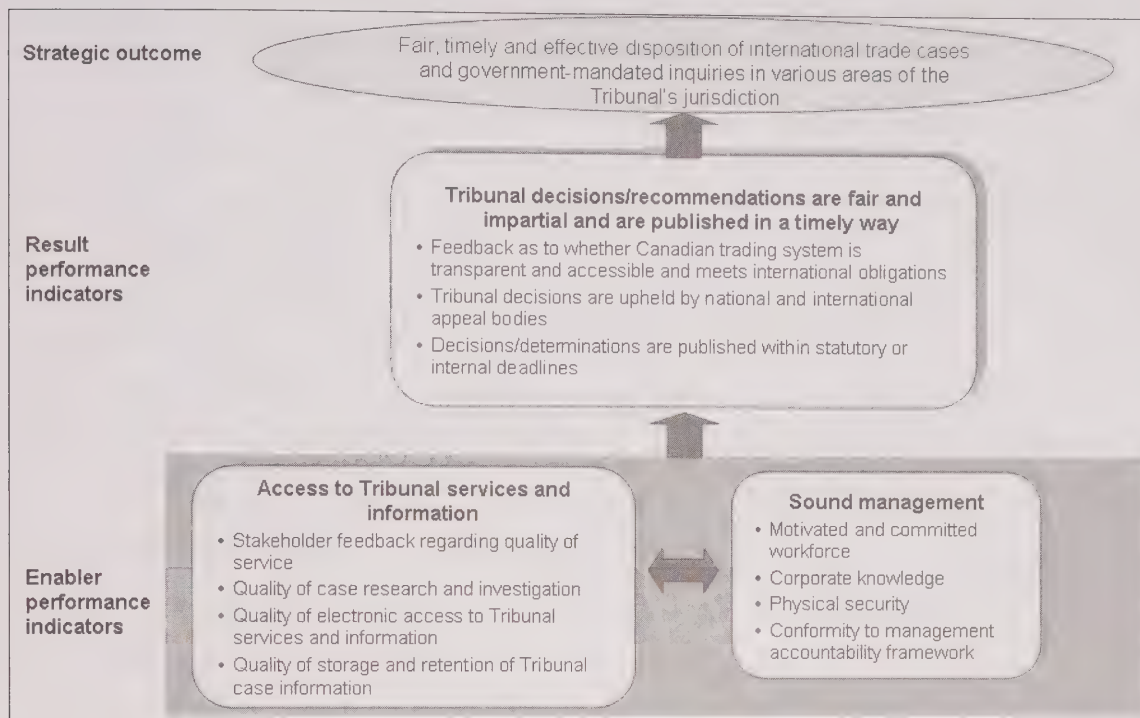 Strategic outcome
Fair, timely and effective disposition of international trade cases
and government-mandated inquiries in various areas of the
Tribunal's jurisdiction
Result
performance
indicators
Tribunal decisions/recommendations are fair and
impartial and are published in a timely way
• Feedback as to whether Canadian trading system is
transparent and accessible and meets international obligations
• Tribunal decisions are upheld by national and international
appeal bodies
• Decisions/determinations are published within statutory or
internal deadlines
Enabler
performance
indicators
Access to Tribunal services and
information
• Stakeholder feedback regarding quality of
service
• Quality of case research and investigation
• Quality of electronic access to Tribunal
services and information
• Quality of storage and retention of Tribunal
case information
Sound management
• Motivated and committed
workforce
• Corporate knowledge
• Physical security
• Conformity to management
accountability framework